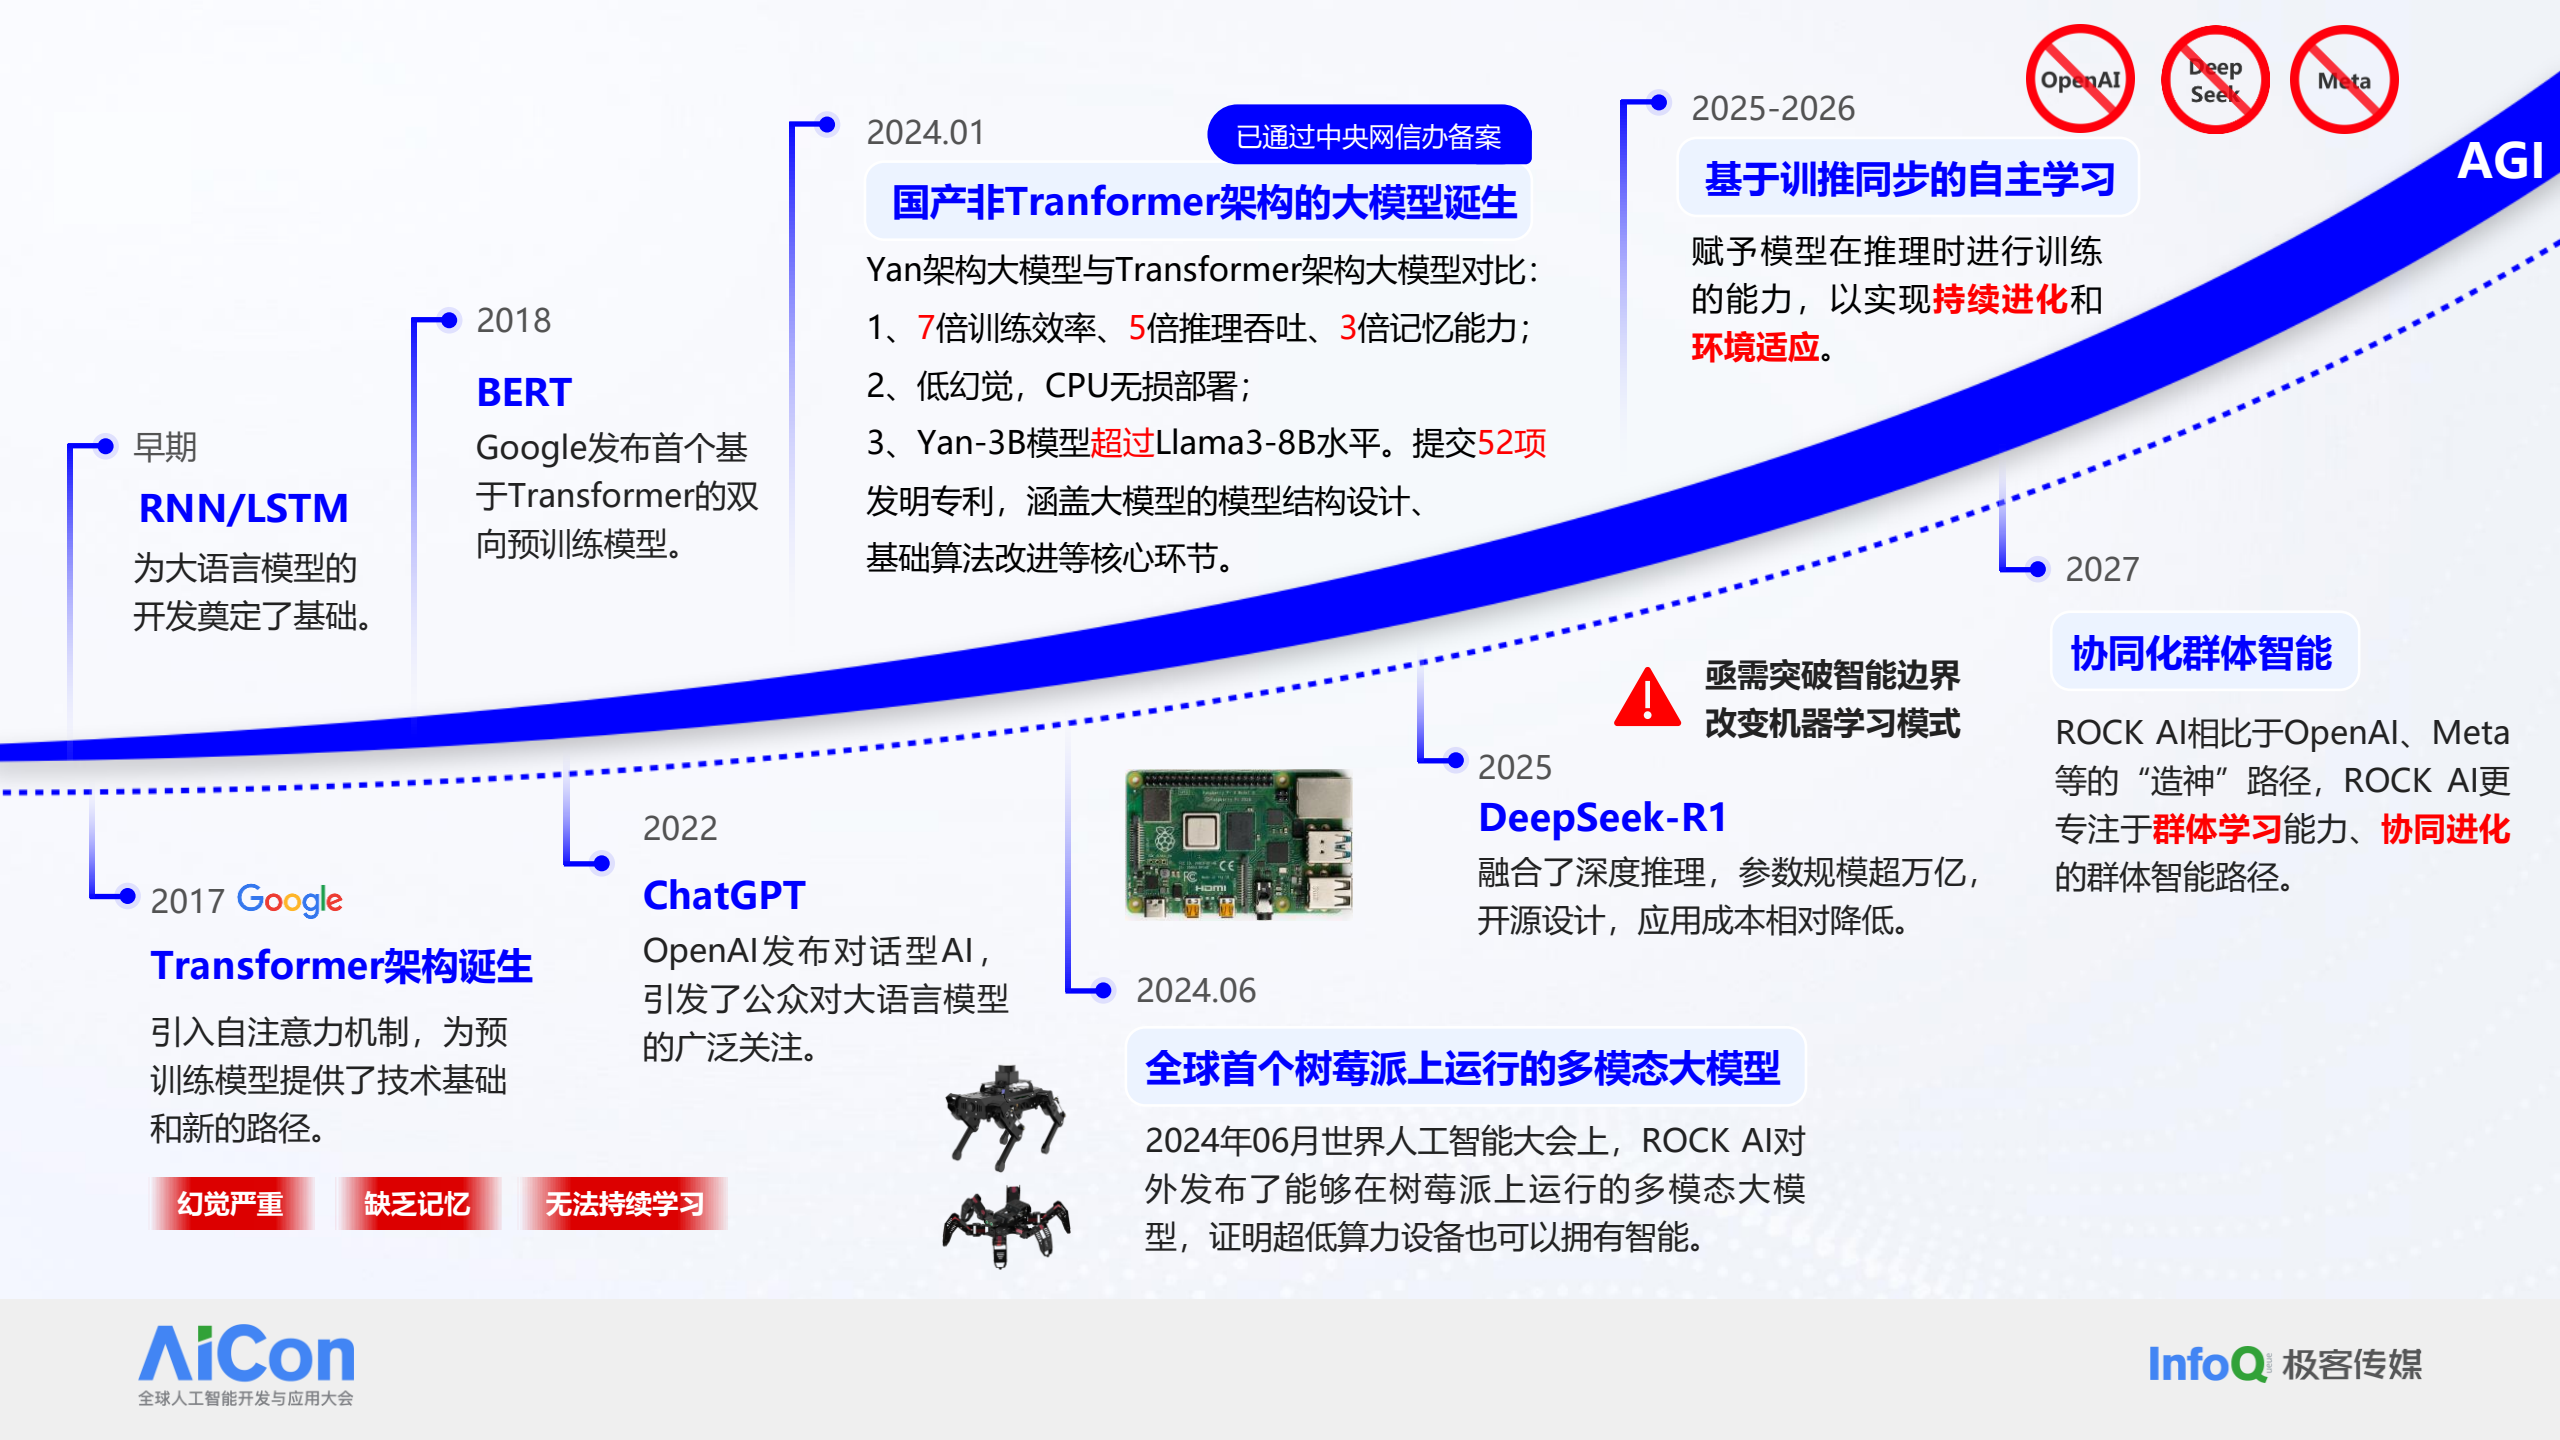 早期
RNN/LSTM
为大语言模型的
开发奠定了基础。
2017 Google
Transformer架构诞生
引入自注意力机制，为预
训练模型提供了技术基础
和新的路径。
幻觉严重
缺乏记忆
无法持续学习
2018
BERT
Google发布首个基
于Transformer的双
向预训练模型。
2022
ChatGPT
OpenAI发布对话型AI，
引发了公众对大语言模型
的广泛关注。
2024.01
已通过中央网信办备案
国产非Tranformer架构的大模型诞生
Yan架构大模型与Transformer架构大模型对比：
1、7倍训练效率、5倍推理吞吐、3倍记忆能力；
2、低幻觉，CPU无损部署；
3、Yan-3B模型超过Llama3-8B水平。提交52项
发明专利，涵盖大模型的模型结构设计、
基础算法改进等核心环节。
2024.06
全球首个树莓派上运行的多模态大模型
2024年06月世界人工智能大会上，ROCK AI对
外发布了能够在树莓派上运行的多模态大模
型，证明超低算力设备也可以拥有智能。
HDMI
2025
DeepSeek-R1
融合了深度推理，参数规模超万亿，
开源设计，应用成本相对降低。
亟需突破智能边界
改变机器学习模式
2025-2026
OpenAI
Deep
Seek
Meta
基于训推同步的自主学习
赋予模型在推理时进行训练
的能力，以实现持续进化和
环境适应。
AGI
2027
协同化群体智能
ROCK AI相比于OpenAI、Meta
等的“造神”路径，ROCK AI更
专注于群体学习能力、协同进化
的群体智能路径。
AiCon
全球人工智能开发与应用大会
InfoQ 极客传媒